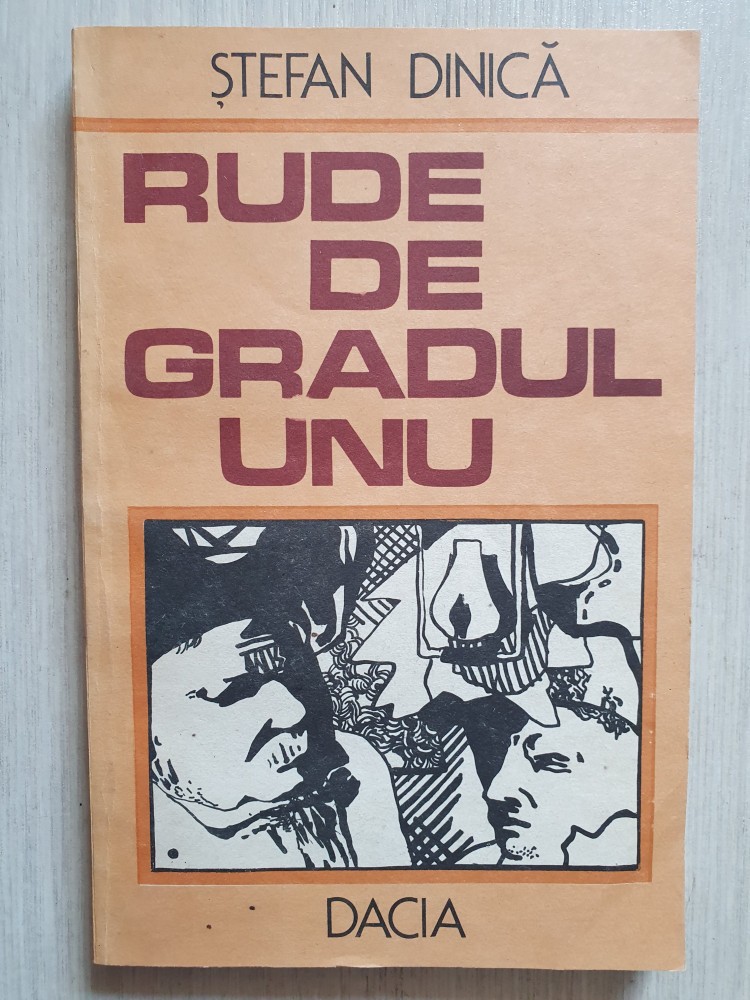 ȘTEFAN DINICĂ
RUDE
DE
GRADUL
UNU
DACIA